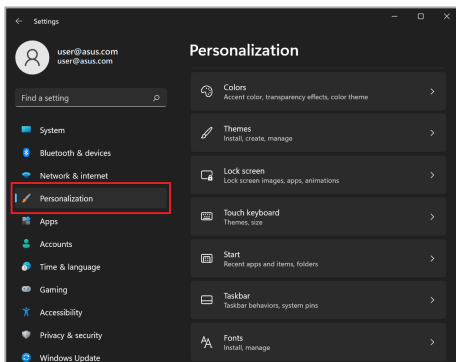 Settings
user@asus.com
user@asus.com
Find a setting
System
Bluetooth & devices
Network & internet
Personalization
Apps
Accounts
Time & language
Gaming
Accessibility
Privacy & security
Windows Update
Personalization
Colors
Accent color, transparency effects, color theme
Themes
Install, create, manage
Lock screen
Lock screen images, apps, animations
Touch keyboard
Themes, size
Start
Recent apps and items, folders
Taskbar
Taskbar behaviors, system pins
Fonts
Install, manage